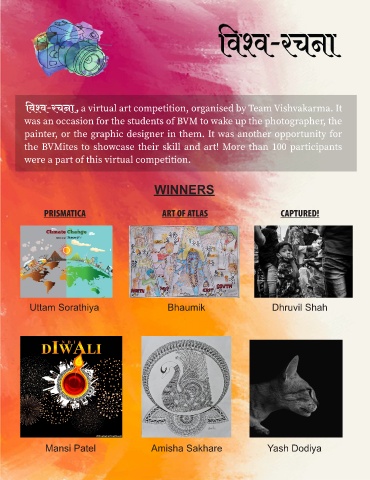 विश्व-रचना
विश्व-रचना, a virtual art competition, organised by Team Vishvakarma. It
was an occasion for the students of BVM to wake up the photographer, the
painter, or the graphic designer in them. It was another opportunity for
the BVMites to showcase their skill and art! More than 100 participants
were a part of this virtual competition.
WINNERS
PRISMATICA ART OF ATLAS CAPTURED!
Climate Change
Uttam Sorathiya Bhaumik Dhruvil Shah
DIWALI
Mansi Patel Amisha Sakhare Yash Dodiya